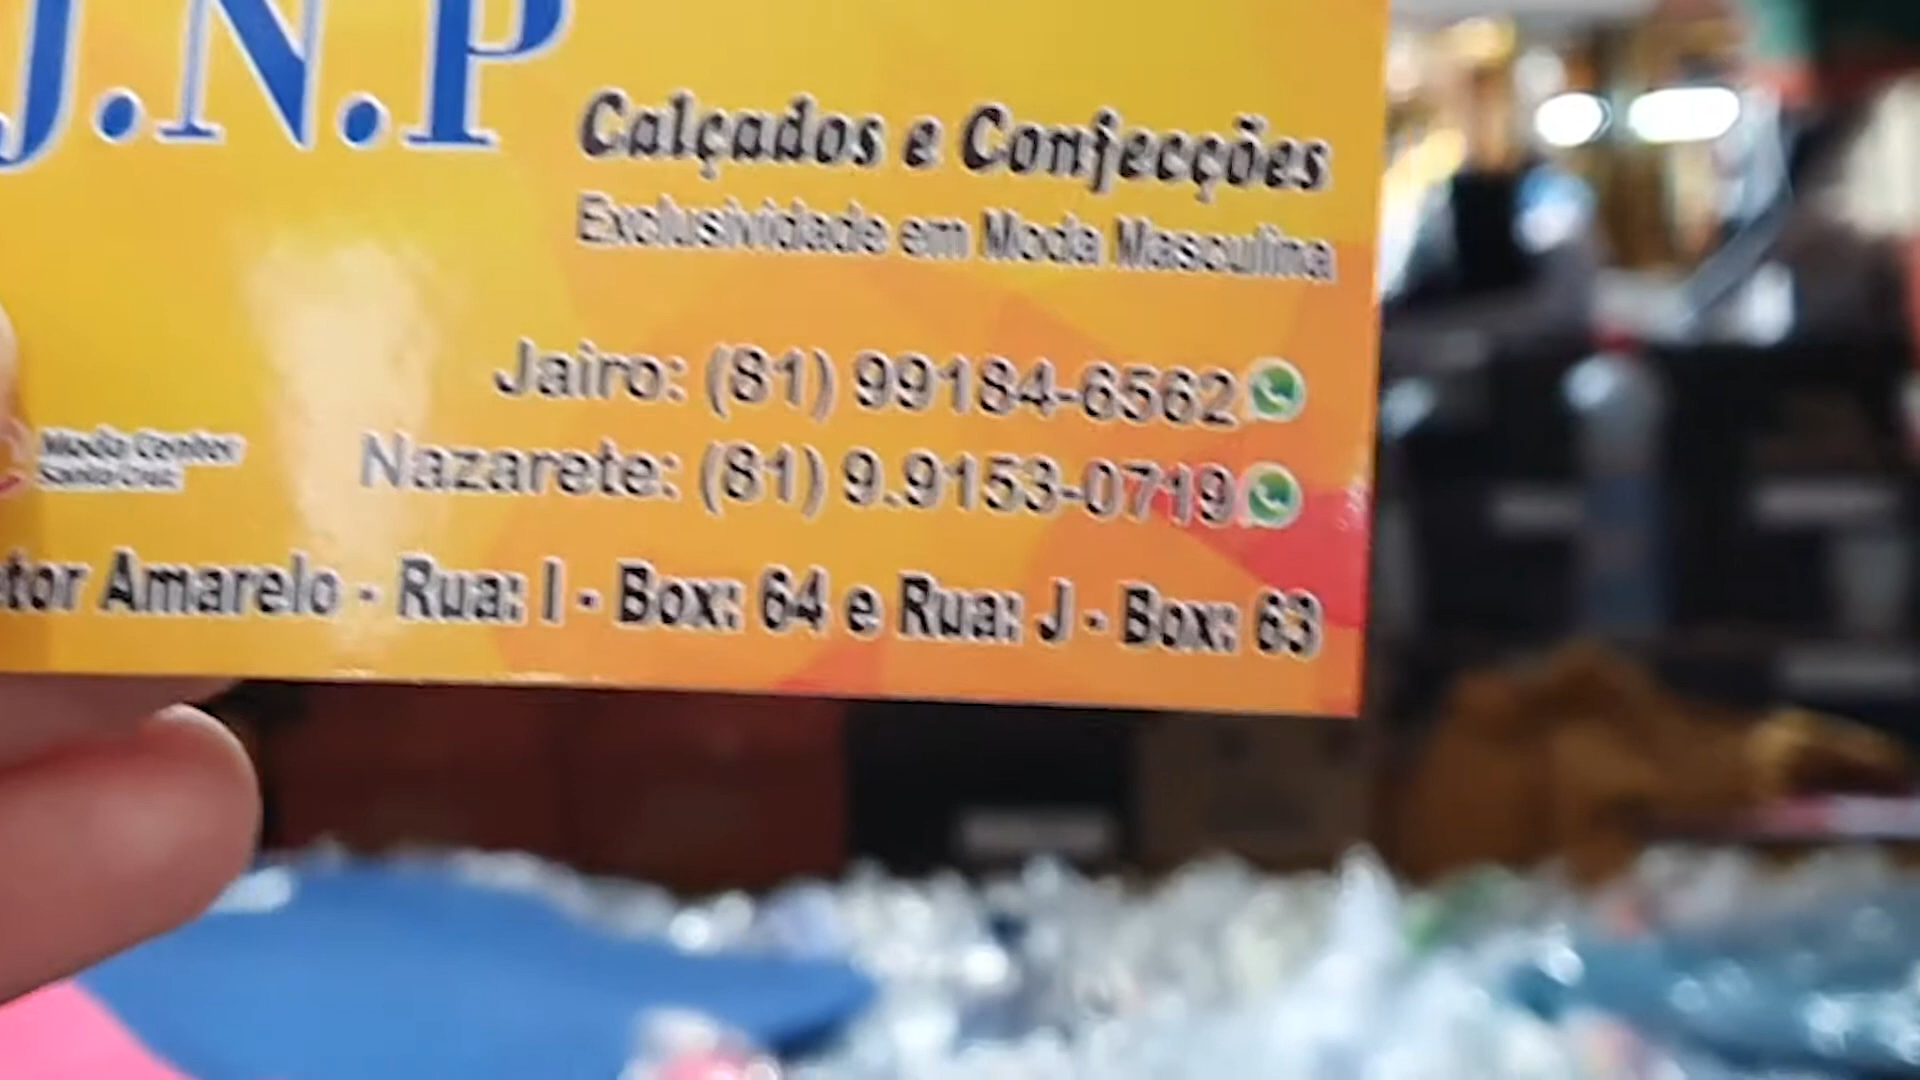 J.N.P
Calçados e Confecções
Exclusividade em Moda Masculina
Jairo: (81) 99184-6562
Moda Center
Santa Cruz
Nazarete: (81) 9.9153-0719
tor Amarelo - Rua: I - Box: 64 e Rua: J - Box: 63